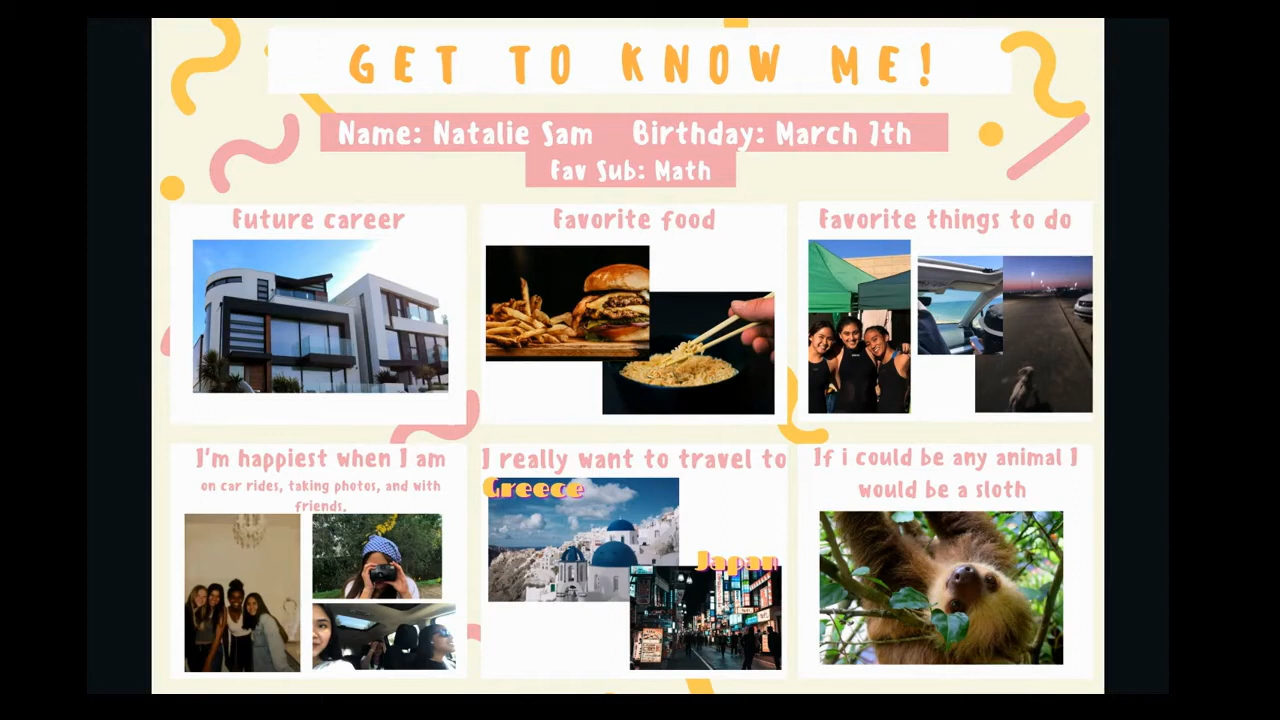 GET TO KNOW ME!
Name: Natalie Sam Birthday: March 7th
Fav Sub: Math
Future career
Favorite food
Favorite things to do
I'm happiest when I am
on car rides, taking photos, and with
friends.
I really want to travel to
Greece
Japan
If i could be any animal I
would be a sloth